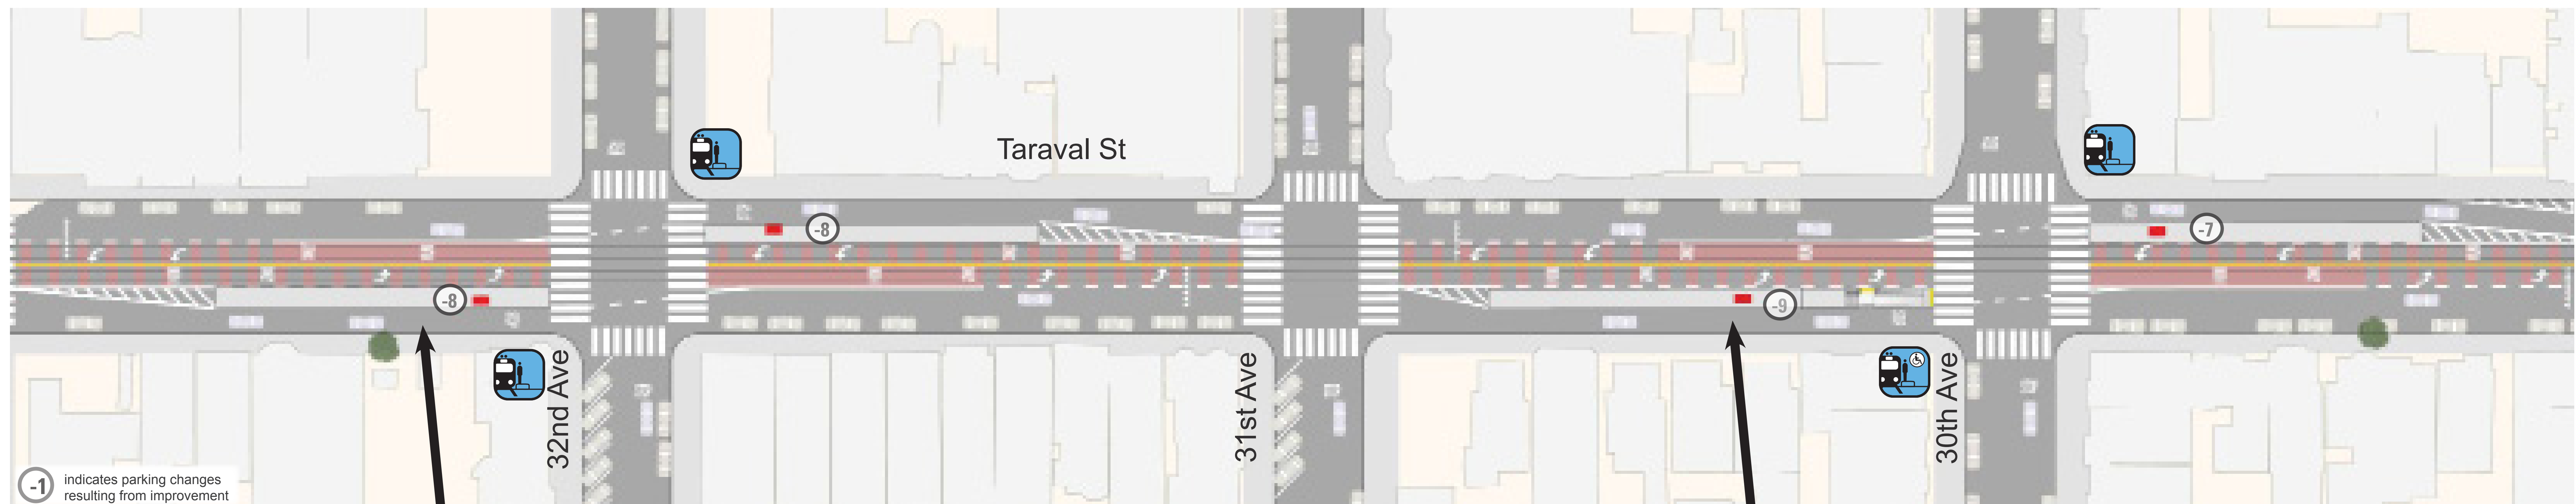 Taraval St
-8
-7
-8
-9
32nd Ave
31st Ave
30th Ave
-1
indicates parking changes
resulting from improvement